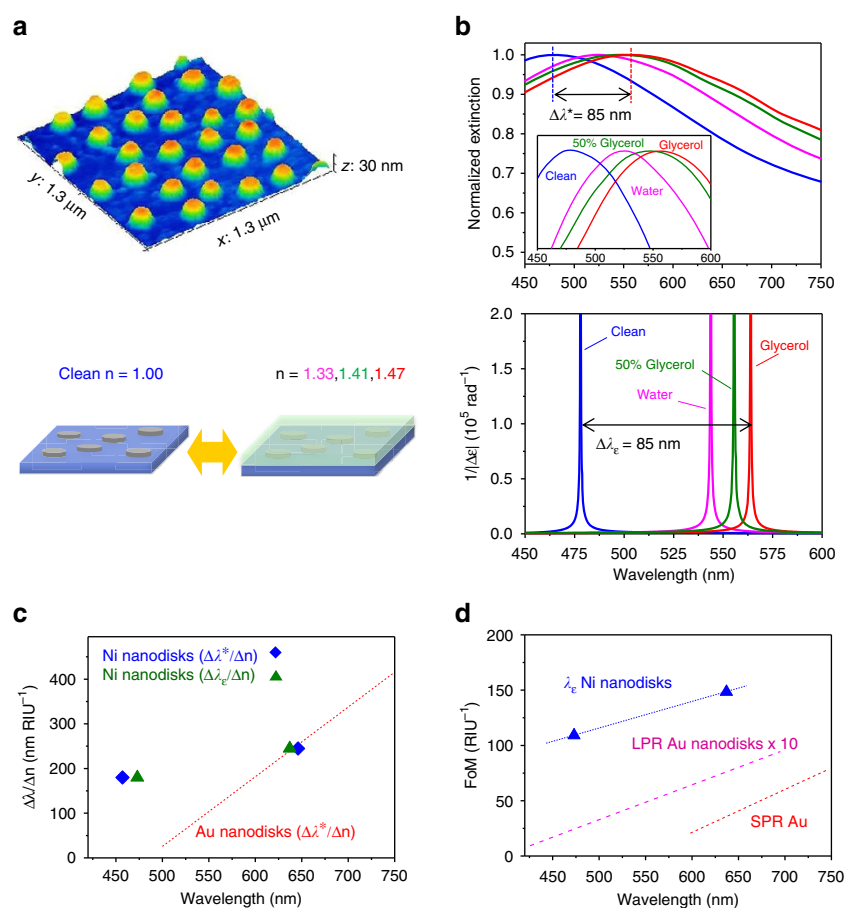 a
z: 30 nm
y: 1.3 μm
x: 1.3 μm
Clean n = 1.00
n = 1.33,1.41,1.47
b
Normalized extinction
1.0
0.9
0.8
0.7
0.6
0.5
Δλ*= 85 nm
50% Glycerol
Glycerol
Clean
Water
450 500 550 600
450 500 550 600 650 700 750
1/|Δε| (10⁵ rad⁻¹)
2.0
1.5
1.0
0.5
0.0
Clean
Glycerol
50% Glycerol
Water
Δλε = 85 nm
450 475 500 525 550 575 600
Wavelength (nm)
c
Δλ/Δn (nm RIU⁻¹)
400
300
200
100
0
Ni nanodisks (Δλ*/Δn)
Ni nanodisks (Δλε/Δn)
Au nanodisks (Δλ*/Δn)
450 500 550 600 650 700 750
Wavelength (nm)
d
FoM (RIU⁻¹)
200
150
100
50
0
λε Ni nanodisks
LPR Au nanodisks x 10
SPR Au
450 500 550 600 650 700 750
Wavelength (nm)